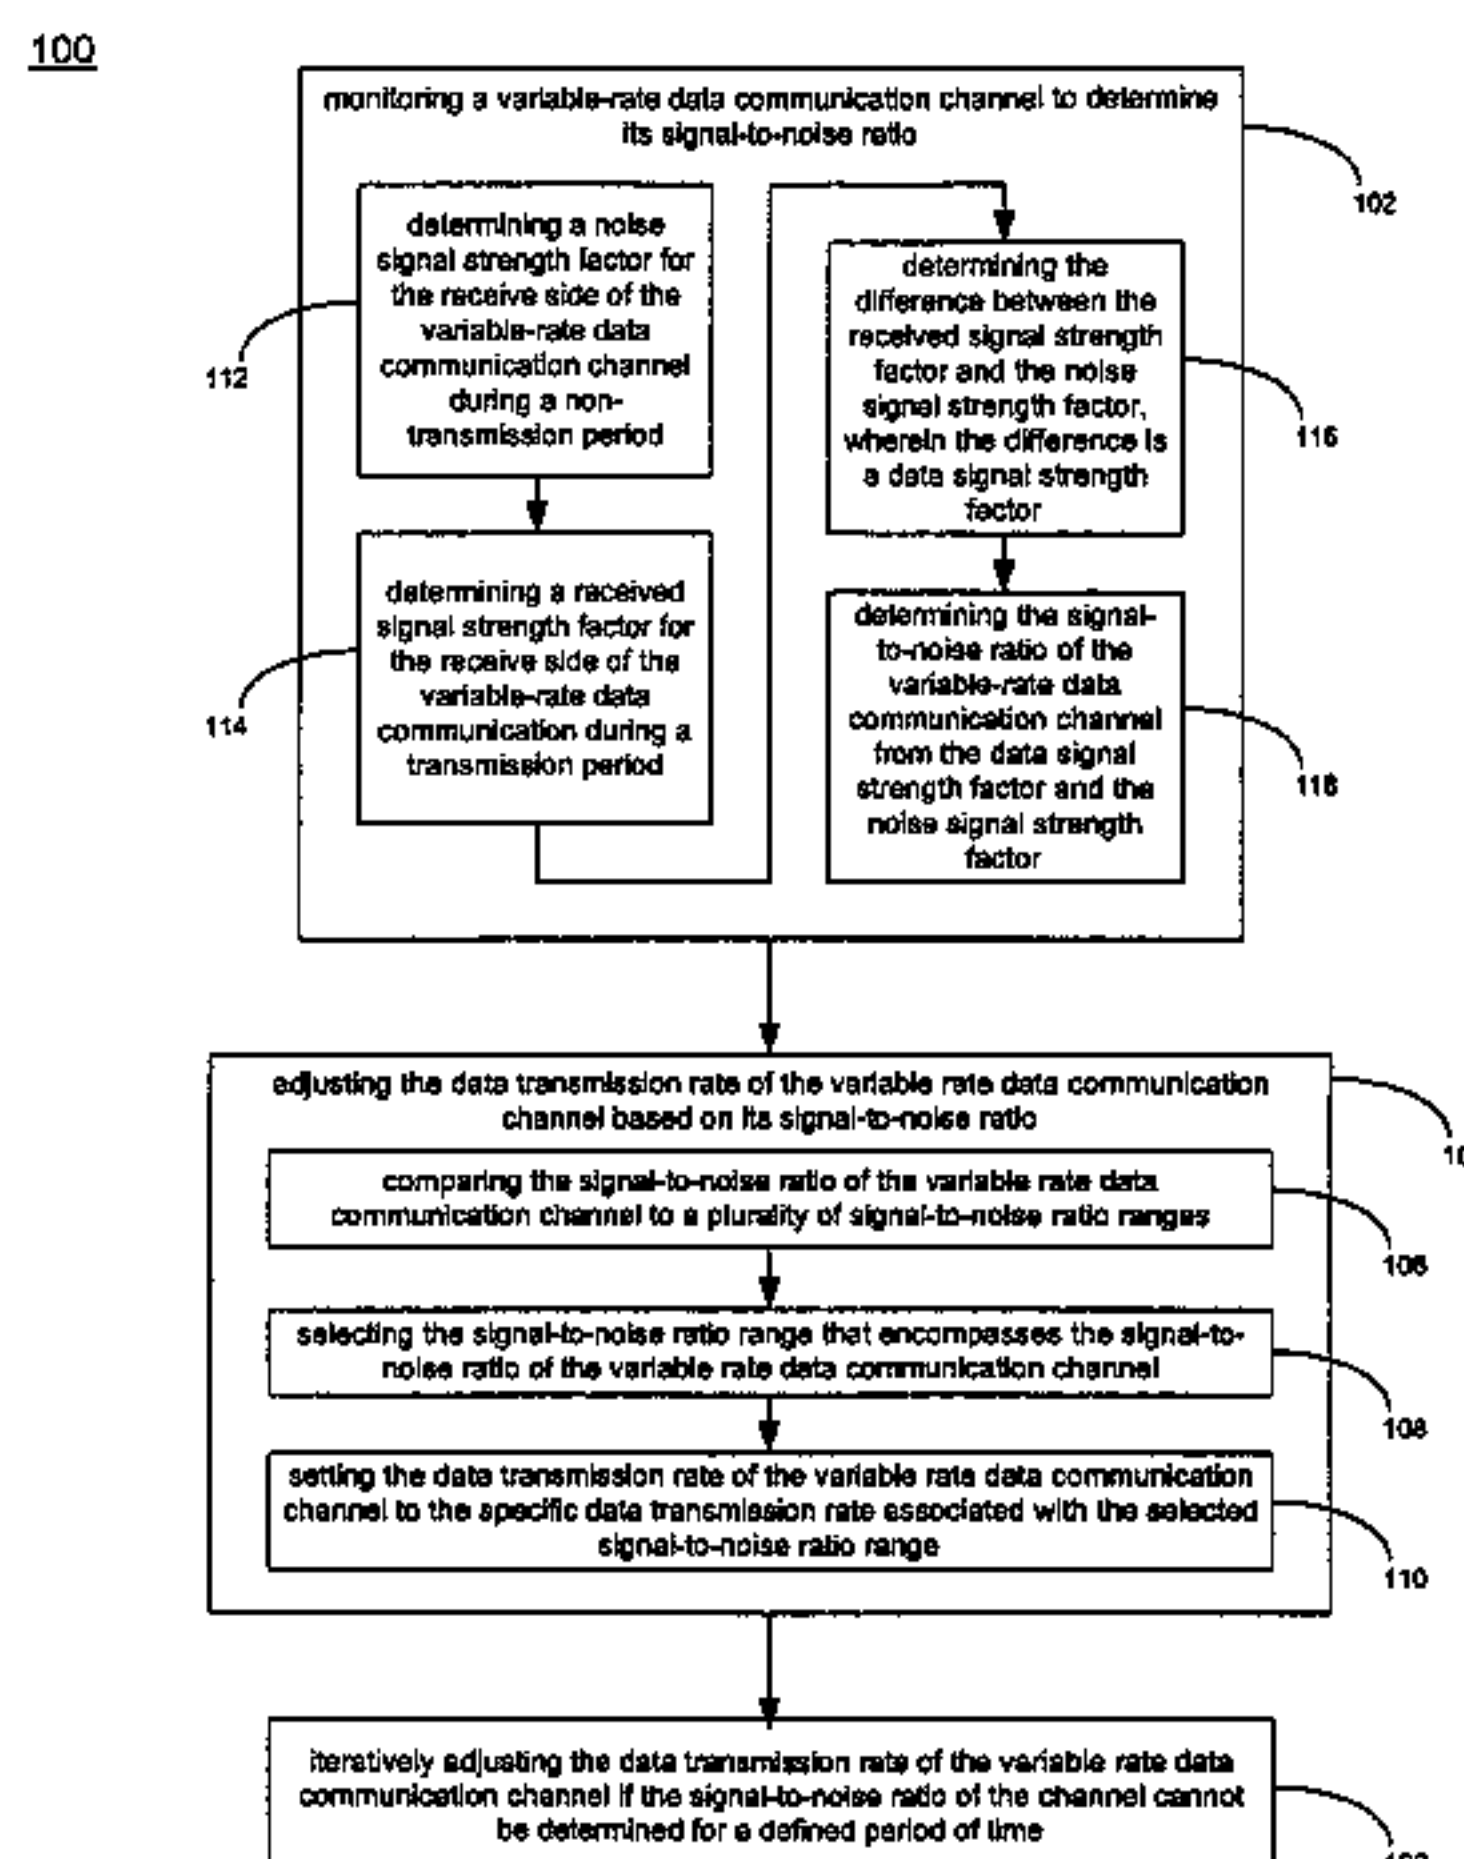 100
monitoring a variable-rate data communication channel to determine
its signal-to-noise ratio
102
determining a noise
signal strength factor for
the receive side of the
variable-rate data
communication channel
during a non-
transmission period
112
determining a received
signal strength factor for
the receive side of the
variable-rate data
communication during a
transmission period
114
determining the
difference between the
received signal strength
factor and the noise
signal strength factor,
wherein the difference is
a data signal strength
factor
116
determining the signal-
to-noise ratio of the
variable-rate data
communication channel
from the data signal
strength factor and the
noise signal strength
factor
118
adjusting the data transmission rate of the variable rate data communication
channel based on its signal-to-noise ratio
comparing the signal-to-noise ratio of the variable rate data
communication channel to a plurality of signal-to-noise ratio ranges
106
selecting the signal-to-noise ratio range that encompasses the signal-to-
noise ratio of the variable rate data communication channel
108
setting the data transmission rate of the variable rate data communication
channel to the specific data transmission rate associated with the selected
signal-to-noise ratio range
110
iteratively adjusting the data transmission rate of the variable rate data
communication channel if the signal-to-noise ratio of the channel cannot
be determined for a defined period of time